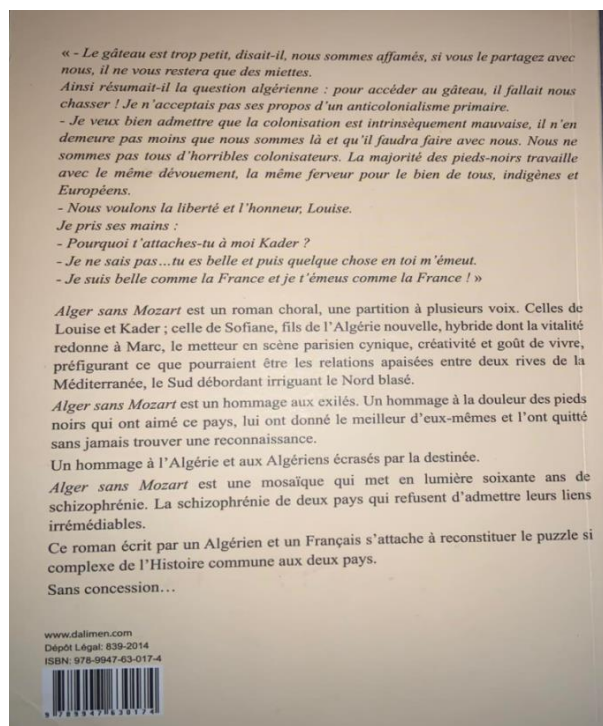 « - Le gâteau est trop petit, disait-il, nous sommes affamés, si vous le partagez avec
nous, il ne vous restera que des miettes.
Ainsi résumait-il la question algérienne : pour accéder au gâteau, il fallait nous
chasser ! Je n'acceptais pas ses propos d'un anticolonialisme primaire.
- Je veux bien admettre que la colonisation est intrinsèquement mauvaise, il n'en
demeure pas moins que nous sommes là et qu'il faudra faire avec nous. Nous ne
sommes pas tous d'horribles colonisateurs. La majorité des pieds-noirs travaille
avec le même dévouement, la même ferveur pour le bien de tous, indigènes et
Européens.
- Nous voulons la liberté et l'honneur, Louise.
Je pris ses mains :
- Pourquoi t'attaches-tu à moi Kader ?
- Je ne sais pas...tu es belle et puis quelque chose en toi m'émeut.
- Je suis belle comme la France et je t'émeus comme la France ! »
Alger sans Mozart est un roman choral, une partition à plusieurs voix. Celles de
Louise et Kader ; celle de Sofiane, fils de l'Algérie nouvelle, hybride dont la vitalité
redonne à Marc, le metteur en scène parisien cynique, créativité et goût de vivre,
préfigurant ce que pourraient être les relations apaisées entre deux rives de la
Méditerranée, le Sud débordant irriguant le Nord blasé.
Alger sans Mozart est un hommage aux exilés. Un hommage à la douleur des pieds
noirs qui ont aimé ce pays, lui ont donné le meilleur d'eux-mêmes et l'ont quitté
sans jamais trouver une reconnaissance.
Un hommage à l'Algérie et aux Algériens écrasés par la destinée.
Alger sans Mozart est une mosaïque qui met en lumière soixante ans de
schizophrénie. La schizophrénie de deux pays qui refusent d'admettre leurs liens
irrémédiables.
Ce roman écrit par un Algérien et un Français s'attache à reconstituer le puzzle si
complexe de l'Histoire commune aux deux pays.
Sans concession...
www.dalimen.com
Dépôt Légal: 839-2014
ISBN: 978-9947-63-017-4
9 789947 630174